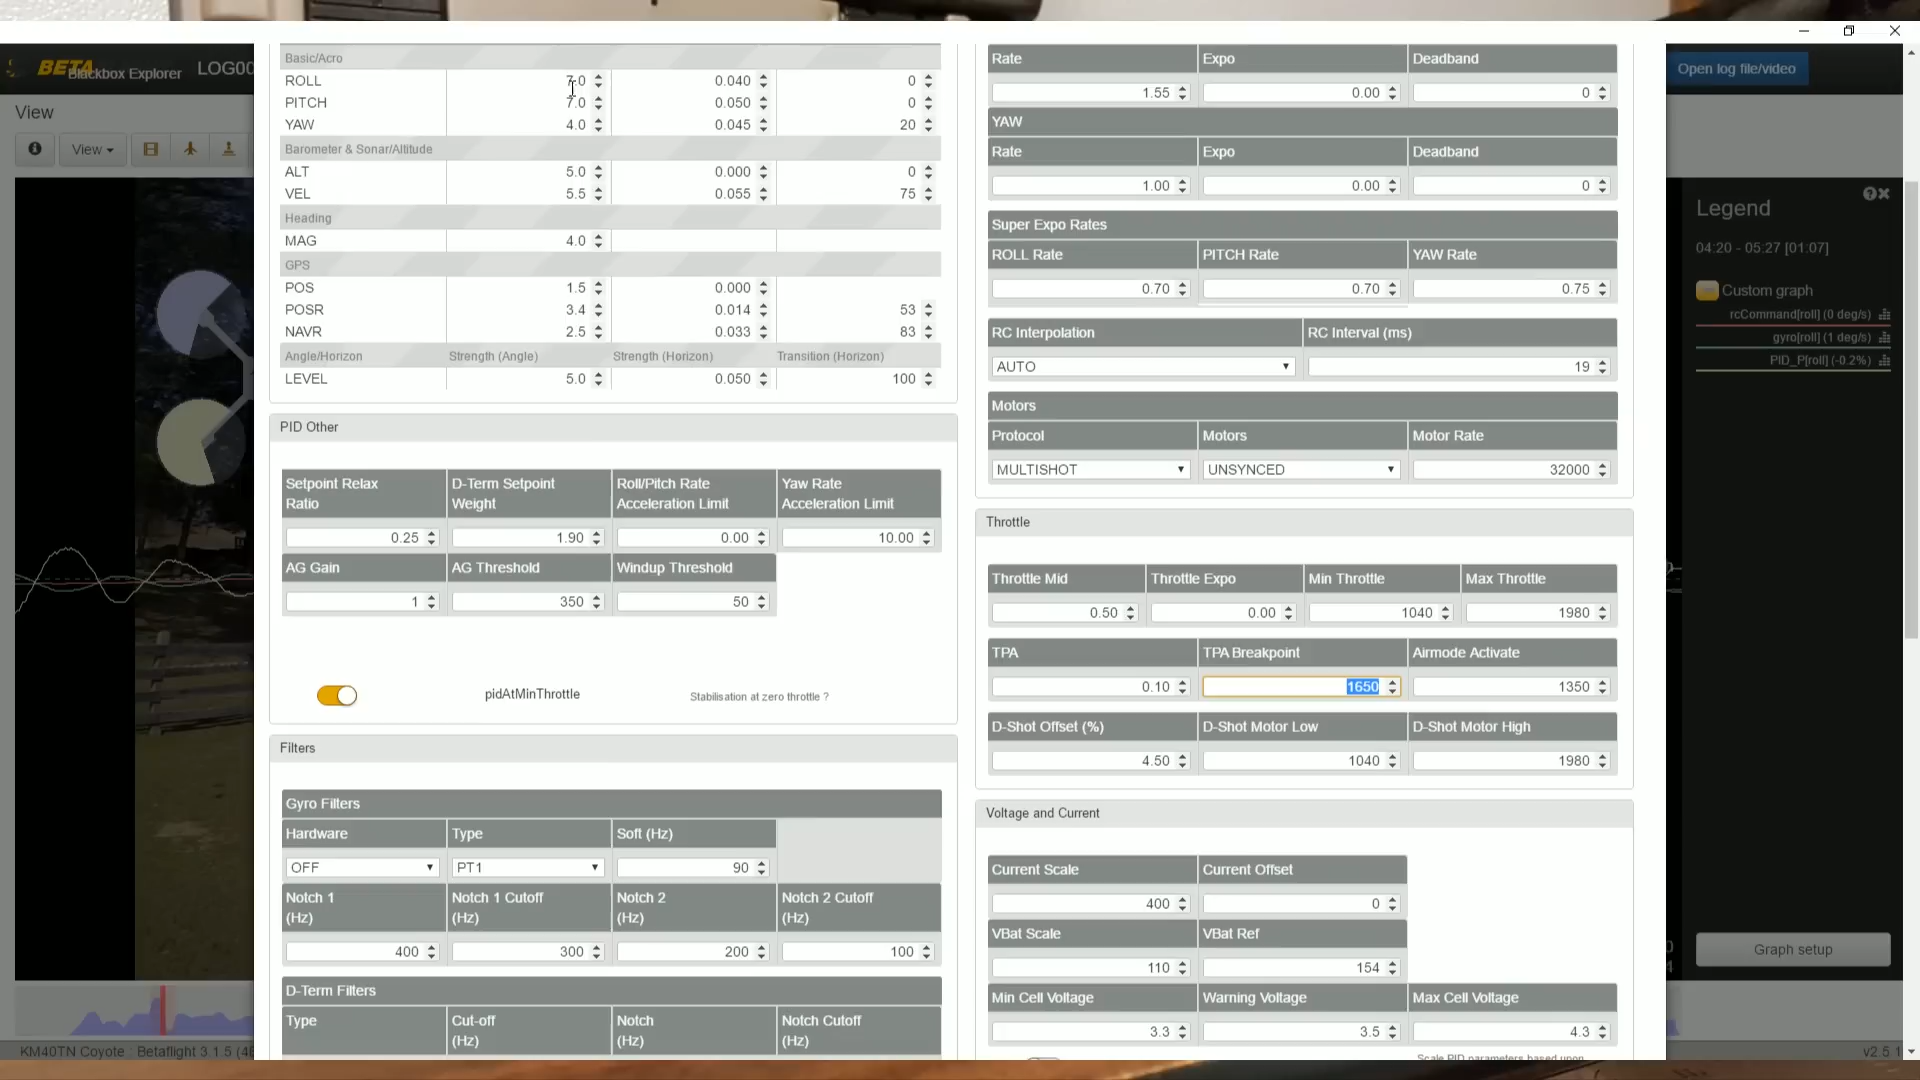 BETA
Blackbox Explorer
LOG00
Open log file/video
View
View
Basic/Acro
ROLL 7.0 0.040 0
PITCH 7.0 0.050 0
YAW 4.0 0.045 20
Barometer & Sonar/Altitude
ALT 5.0 0.000 0
VEL 5.5 0.055 75
Heading
MAG 4.0
GPS
POS 1.5 0.000
POSR 3.4 0.014 53
NAVR 2.5 0.033 83
Angle/Horizon Strength (Angle) Strength (Horizon) Transition (Horizon)
LEVEL 5.0 0.050 100
PID Other
Setpoint Relax Ratio D-Term Setpoint Weight Roll/Pitch Rate Acceleration Limit Yaw Rate Acceleration Limit
0.25 1.90 0.00 10.00
AG Gain AG Threshold Windup Threshold
1 350 50
pidAtMinThrottle Stabilisation at zero throttle ?
Filters
Gyro Filters
Hardware Type Soft (Hz)
OFF PT1 90
Notch 1 (Hz) Notch 1 Cutoff (Hz) Notch 2 (Hz) Notch 2 Cutoff (Hz)
400 300 200 100
D-Term Filters
Type Cut-off (Hz) Notch (Hz) Notch Cutoff (Hz)
Rate Expo Deadband
1.55 0.00 0
YAW
Rate Expo Deadband
1.00 0.00 0
Super Expo Rates
ROLL Rate PITCH Rate YAW Rate
0.70 0.70 0.75
RC Interpolation RC Interval (ms)
AUTO 19
Motors
Protocol Motors Motor Rate
MULTISHOT UNSYNCED 32000
Throttle
Throttle Mid Throttle Expo Min Throttle Max Throttle
0.50 0.00 1040 1980
TPA TPA Breakpoint Airmode Activate
0.10 1650 1350
D-Shot Offset (%) D-Shot Motor Low D-Shot Motor High
4.50 1040 1980
Voltage and Current
Current Scale Current Offset
400 0
VBat Scale VBat Ref
110 154
Min Cell Voltage Warning Voltage Max Cell Voltage
3.3 3.5 4.3
Scale PID parameters based upon
Legend
04:20 - 05:27 [01:07]
Custom graph
rcCommand[roll] (0 deg/s)
gyro[roll] (1 deg/s)
PID_P[roll] (-0.2%)
Graph setup
KM40TN Coyote : Betaflight 3.1.5
v2.5.1